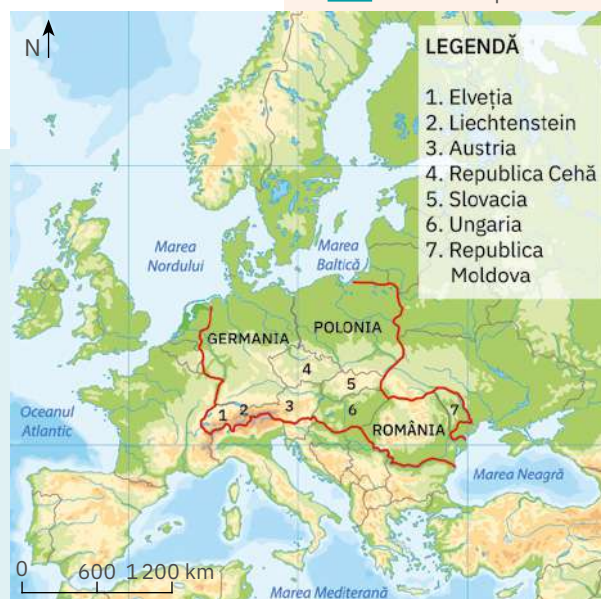 N
LEGENDĂ
1. Elveția
2. Liechtenstein
3. Austria
4. Republica Cehă
5. Slovacia
6. Ungaria
7. Republica
Moldova
Marea
Nordului
Marea
Baltică
GERMANIA
POLONIA
4
5
1
2
3
6
7
ROMÂNIA
Oceanul
Atlantic
Marea Neagră
0 600 1 200 km
Marea Mediterană